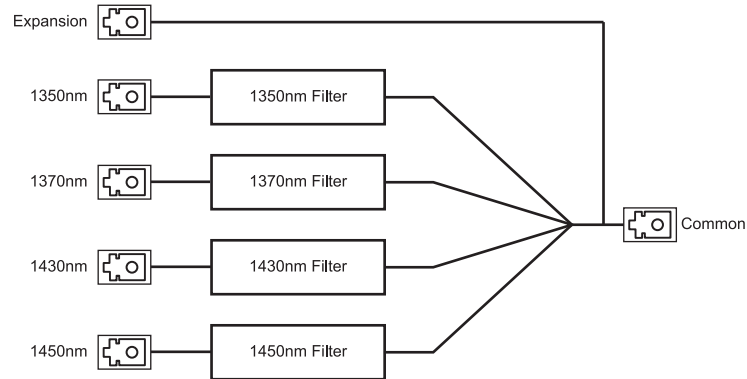 Expansion
1350nm
1350nm Filter
1370nm
1370nm Filter
Common
1430nm
1430nm Filter
1450nm
1450nm Filter